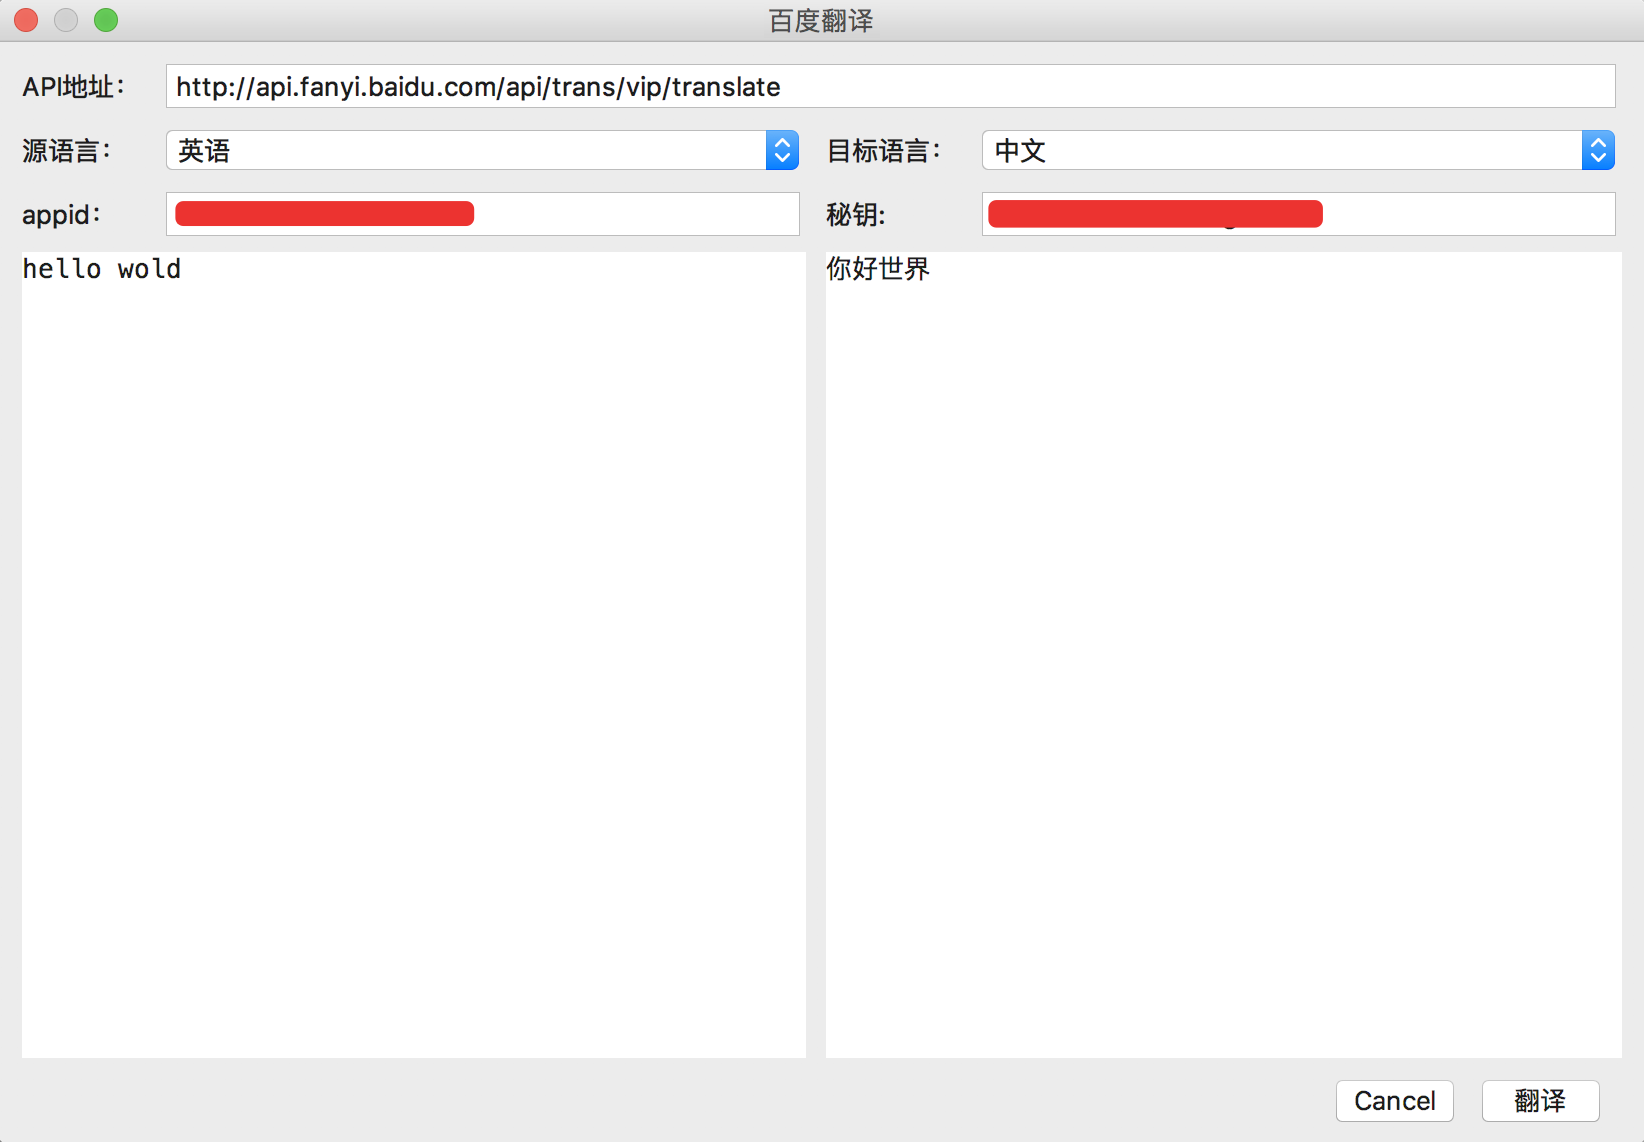 百度翻译
API地址：
http://api.fanyi.baidu.com/api/trans/vip/translate
源语言：
英语
目标语言：
中文
appid：
秘钥:
hello wold
你好世界
Cancel
翻译